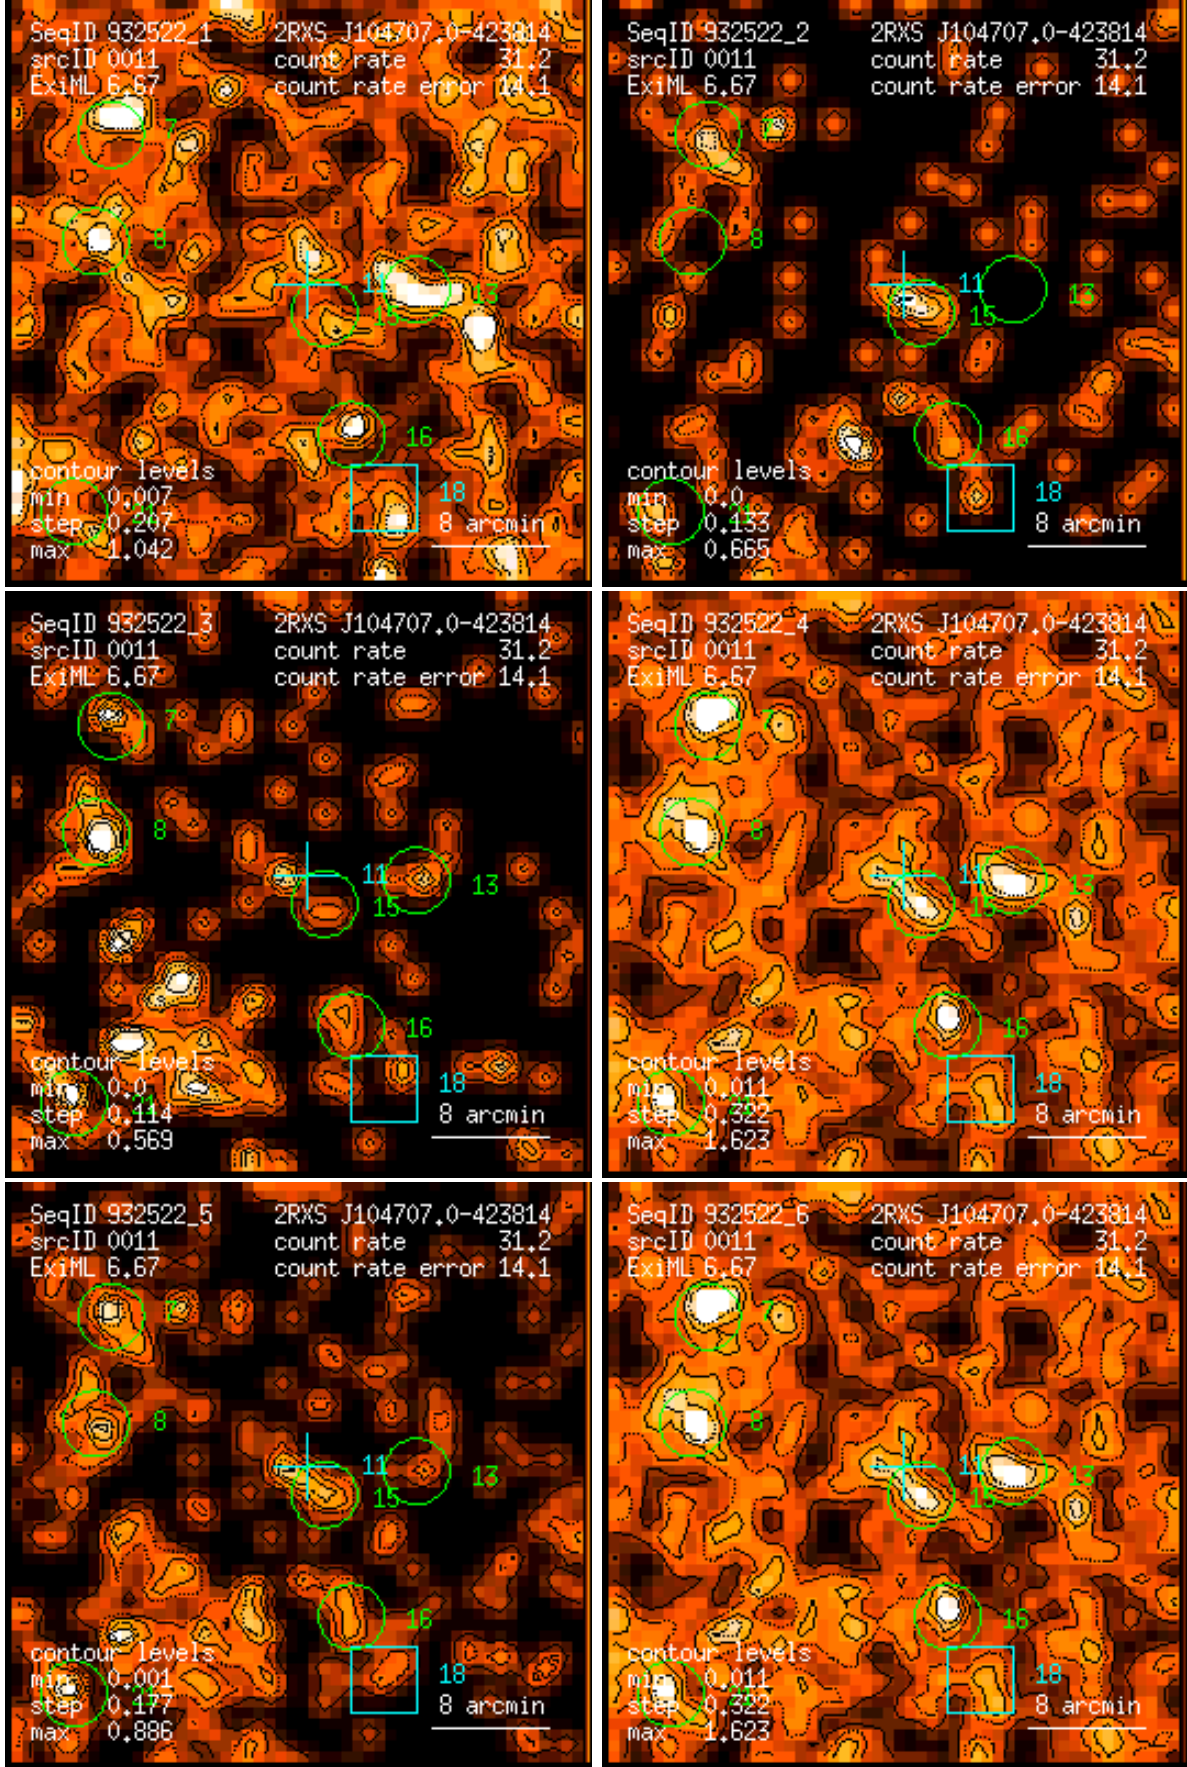 SeqID 932522_1 2RXS J104707.0-423814
srcID 0011 count rate 31.2
ExiML 6.67 count rate error 14.1
7
8
11
13
15
16
contour levels
min 0.007
18
step 0.207
8 arcmin
max 1.042
SeqID 932522_2 2RXS J104707.0-423814
srcID 0011 count rate 31.2
ExiML 6.67 count rate error 14.1
7
8
11
13
15
16
contour levels
min 0.0
18
step 0.133
8 arcmin
max 0.665
SeqID 932522_3 2RXS J104707.0-423814
srcID 0011 count rate 31.2
ExiML 6.67 count rate error 14.1
7
8
11
13
15
16
contour levels
min 0.0
18
step 0.114
8 arcmin
max 0.569
SeqID 932522_4 2RXS J104707.0-423814
srcID 0011 count rate 31.2
ExiML 6.67 count rate error 14.1
7
8
11
13
15
16
contour levels
min 0.011
18
step 0.322
8 arcmin
max 1.623
SeqID 932522_5 2RXS J104707.0-423814
srcID 0011 count rate 31.2
ExiML 6.67 count rate error 14.1
7
8
11
13
15
16
contour levels
min 0.001
18
step 0.177
8 arcmin
max 0.886
SeqID 932522_6 2RXS J104707.0-423814
srcID 0011 count rate 31.2
ExiML 6.67 count rate error 14.1
7
8
11
13
15
16
contour levels
min 0.011
18
step 0.322
8 arcmin
max 1.623